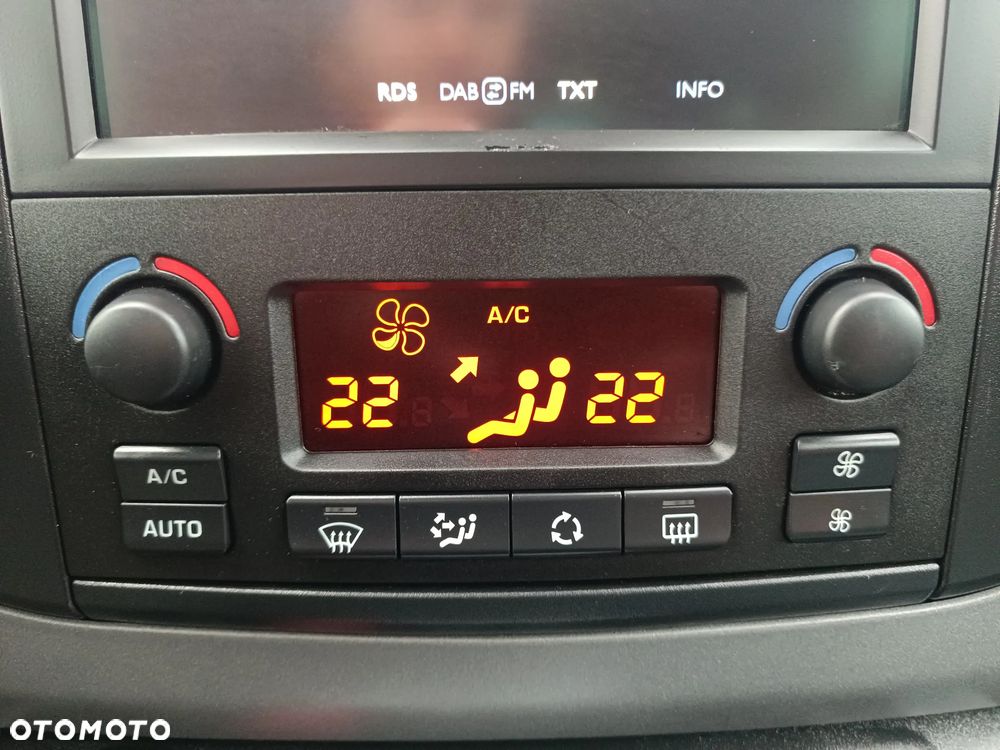 RDS DAB FM TXT INFO
A/C
22 22
A/C
AUTO
OTOMOTO